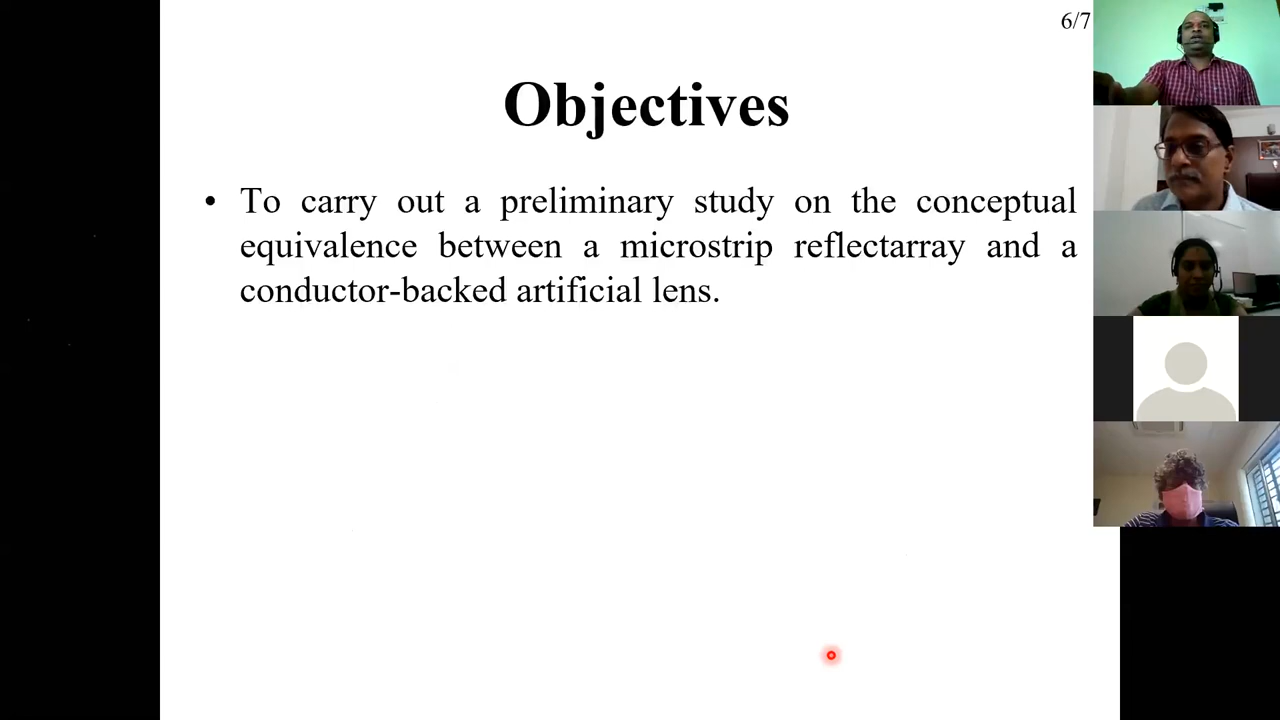 6/7
Objectives
• To carry out a preliminary study on the conceptual
equivalence between a microstrip reflectarray and a
conductor-backed artificial lens.